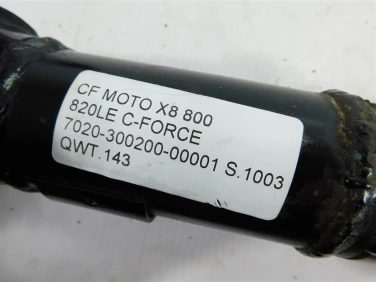 CF MOTO X8 800
820LE C-FORCE
7020-300200-00001 S.1003
QWT.143